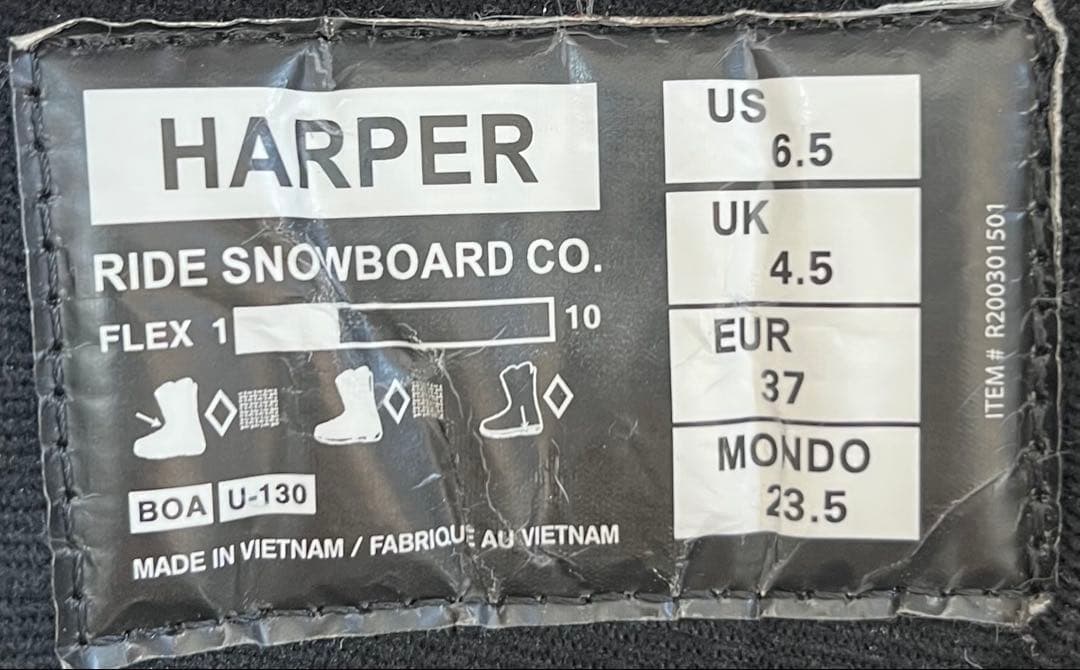 HARPER
RIDE SNOWBOARD CO.
FLEX 1 10
BOA U-130
MADE IN VIETNAM / FABRIQUE AU VIETNAM
US
6.5
UK
4.5
EUR
37
MONDO
23.5
ITEM# R200301501